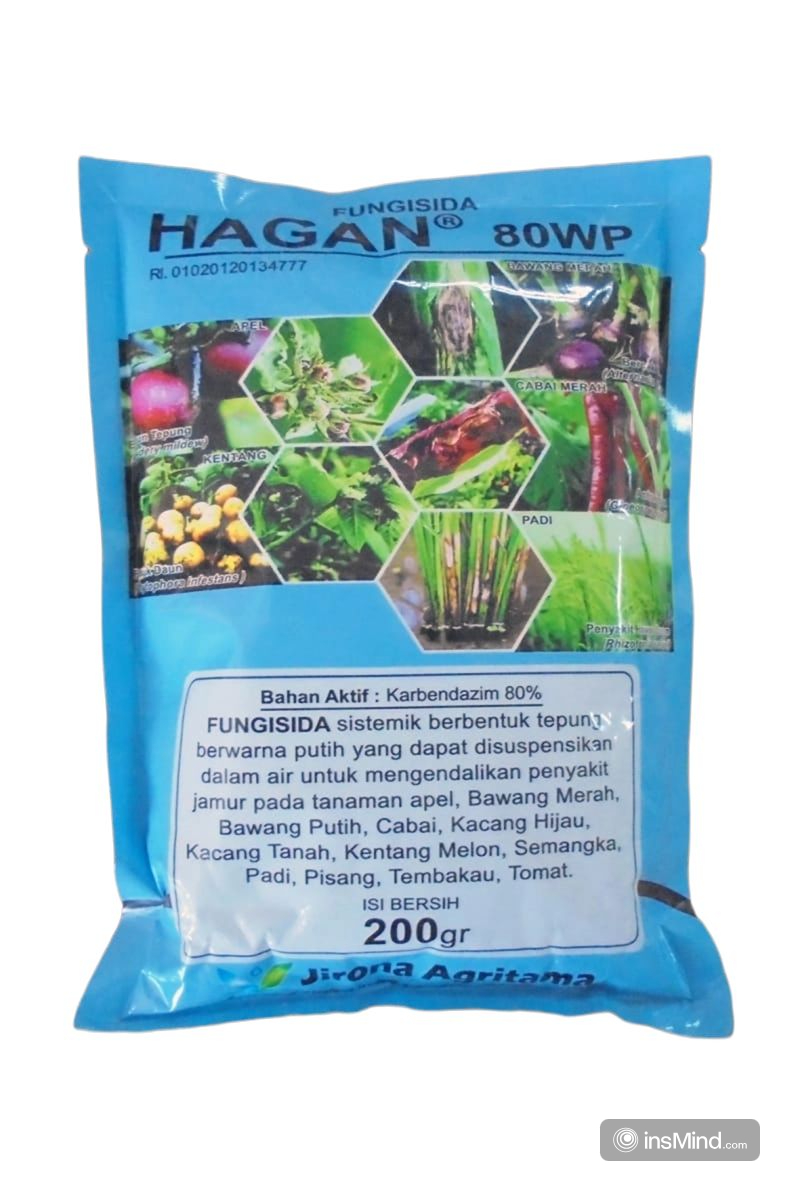 FUNGISIDA
HAGAN® 80WP
RI. 01020120134777
BAWANG MERAH
APEL
Tepung
CABAI MERAH
KENTANG
Daun
PADI
Penyakit
Bahan Aktif : Karbendazim 80%
FUNGISIDA sistemik berbentuk tepung
berwarna putih yang dapat disuspensikan
dalam air untuk mengendalikan penyakit
jamur pada tanaman apel, Bawang Merah,
Bawang Putih, Cabai, Kacang Hijau,
Kacang Tanah, Kentang Melon, Semangka,
Padi, Pisang, Tembakau, Tomat.
ISI BERSIH
200gr
Jirona Agritama
insMind.com